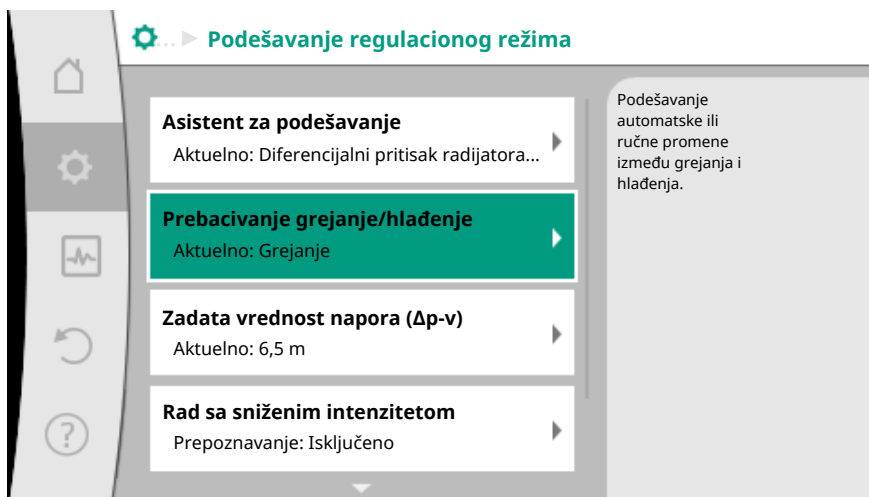 ... Podešavanje regulacionog režima
Asistent za podešavanje
Aktuelno: Diferencijalni pritisak radijatora...
Prebacivanje grejanje/hlađenje
Aktuelno: Grejanje
Zadata vrednost napora (Δp-v)
Aktuelno: 6,5 m
Rad sa sniženim intenzitetom
Prepoznavanje: Isključeno
Podešavanje
automatske ili
ručne promene
između grejanja i
hlađenja.